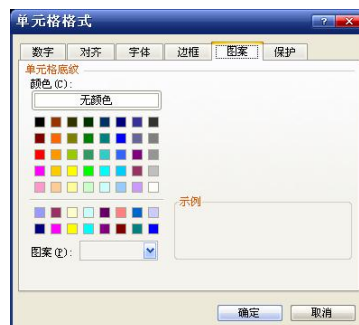 单元格格式
数字 对齐 字体 边框 图案 保护
单元格底纹
颜色(C):
无颜色
示例
图案(P):
确定 取消